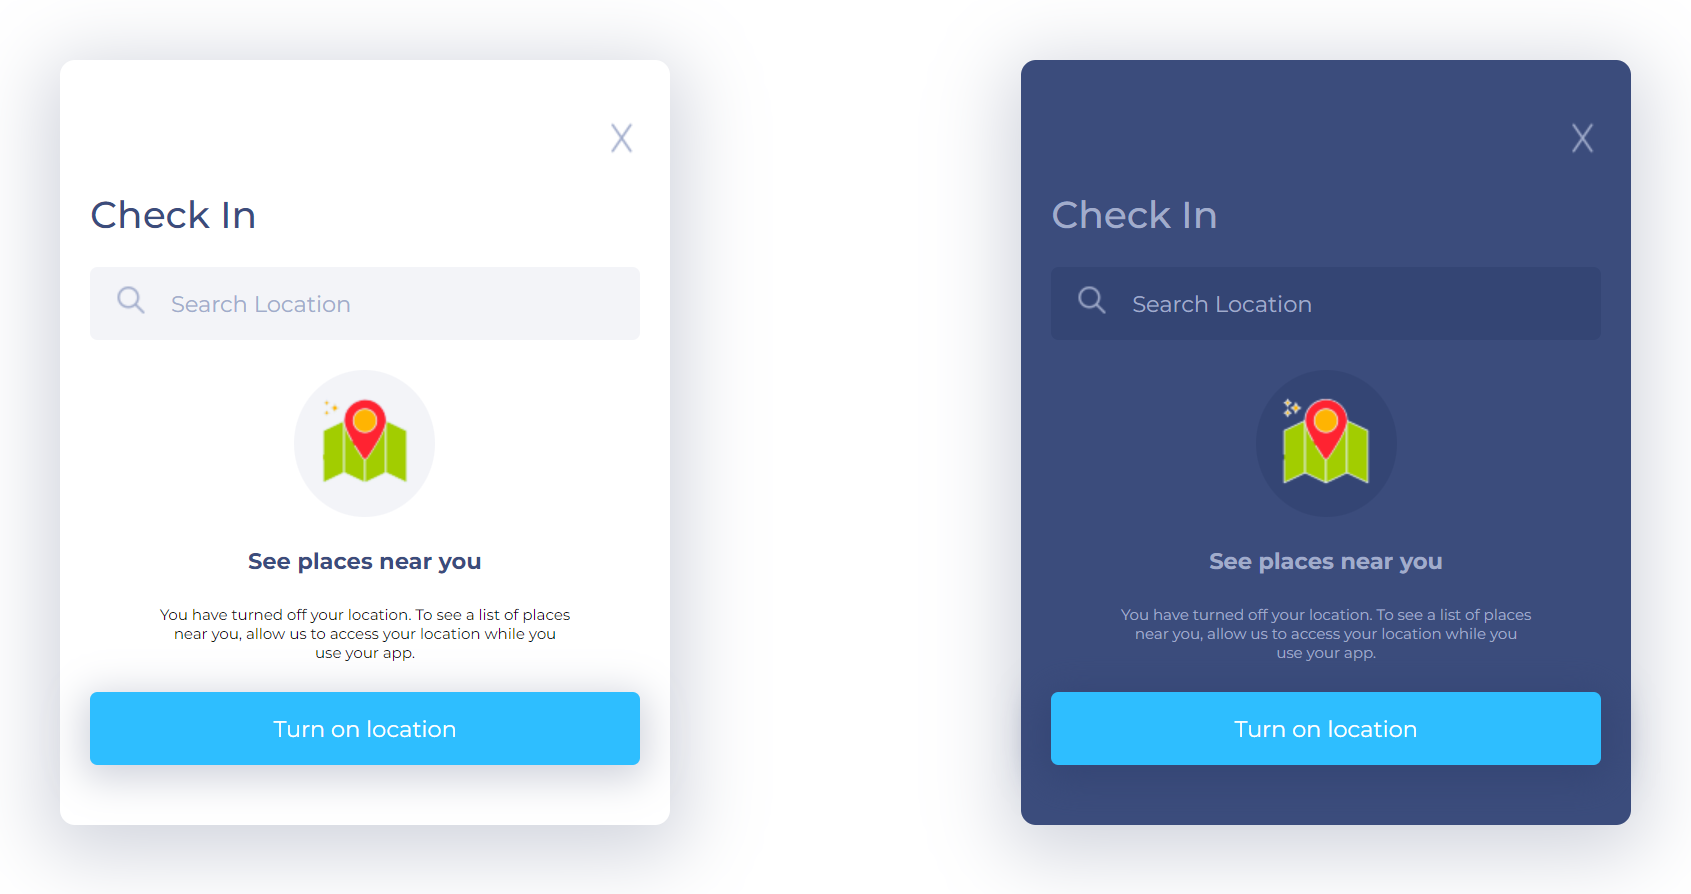 X
Check In
Search Location
See places near you
You have turned off your location. To see a list of places
near you, allow us to access your location while you
use your app.
Turn on location
X
Check In
Search Location
See places near you
You have turned off your location. To see a list of places
near you, allow us to access your location while you
use your app.
Turn on location